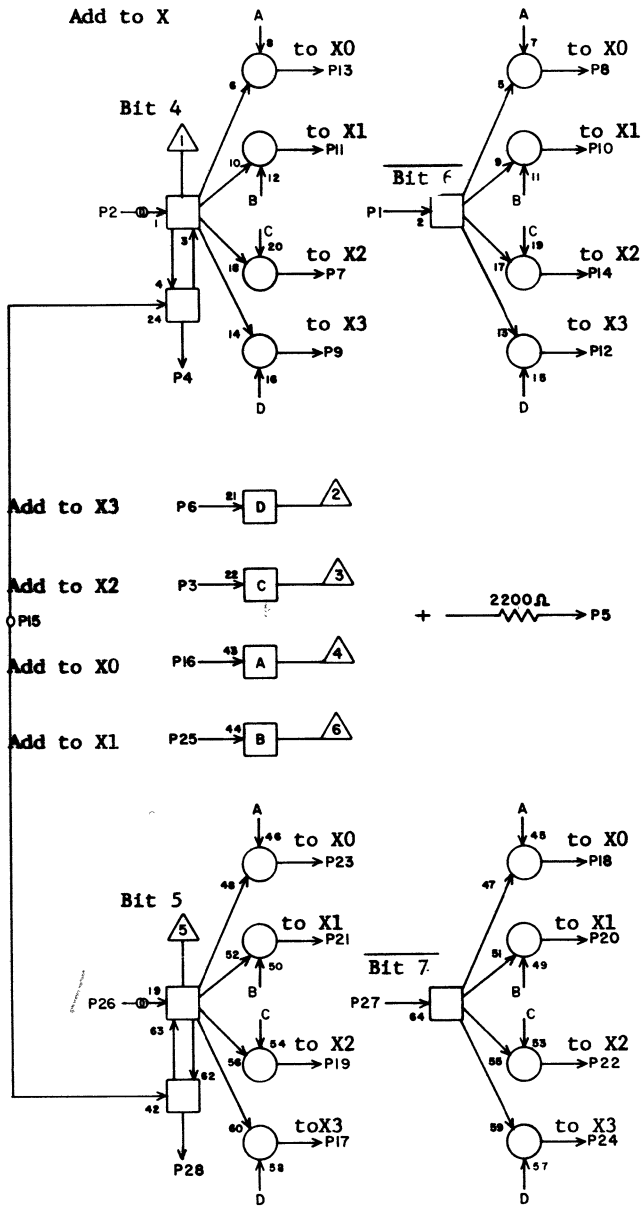 Add to X
A
8
to X0
P13
6
A
7
to X0
P8
5
Bit 4
1
to X1
P11
10
12
B
Bit 6
to X1
P10
9
11
B
P2
1
3
P1
2
C
20
to X2
P7
18
C
19
to X2
P14
17
4
24
P4
to X3
P9
14
16
D
to X3
P12
13
15
D
Add to X3
P6
21
D
2
Add to X2
P3
22
C
3
P15
+
2200Ω
P5
Add to X0
P16
43
A
4
Add to X1
P25
44
B
6
A
46
to X0
P23
48
A
45
to X0
P18
47
Bit 5
5
to X1
P21
52
50
B
Bit 7
to X1
P20
51
49
B
P26
19
63
P27
64
C
54
to X2
P19
56
C
53
to X2
P22
55
62
42
P28
toX3
P17
60
58
D
to X3
P24
59
57
D